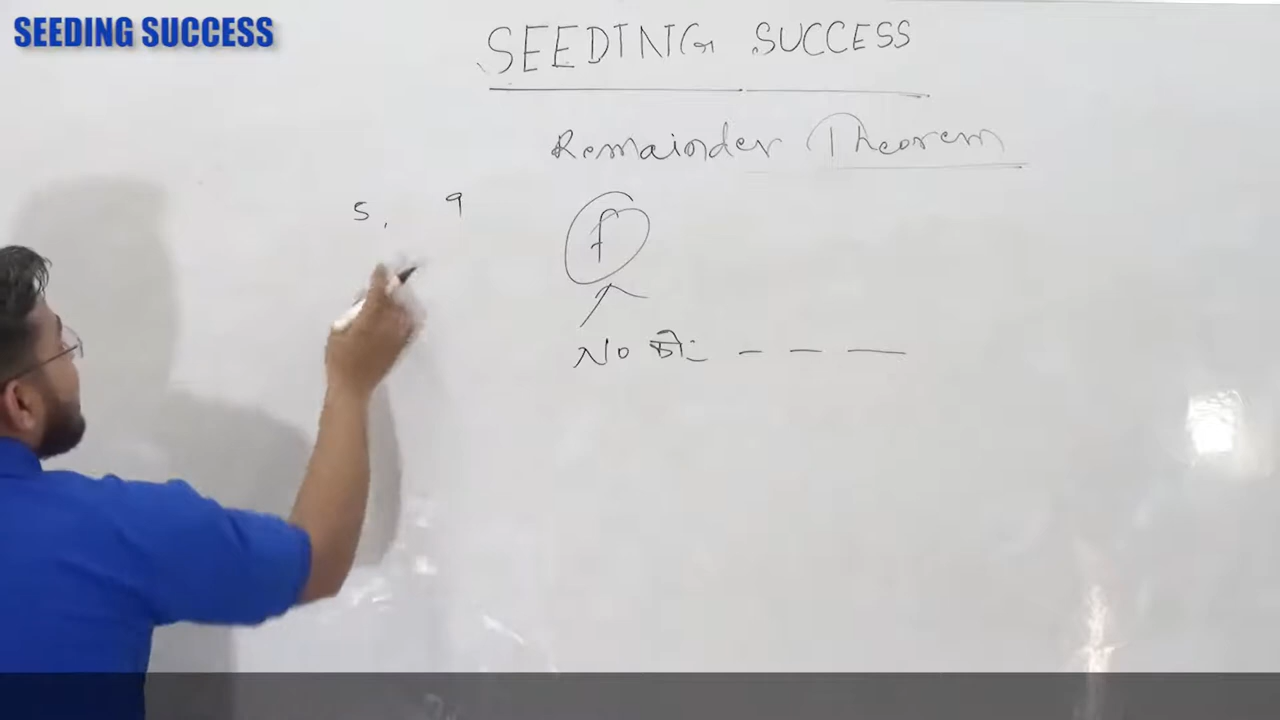 SEEDING SUCCESS
SEEDING SUCCESS
Remainder Theorem
5, 9
f
No को:- - - -